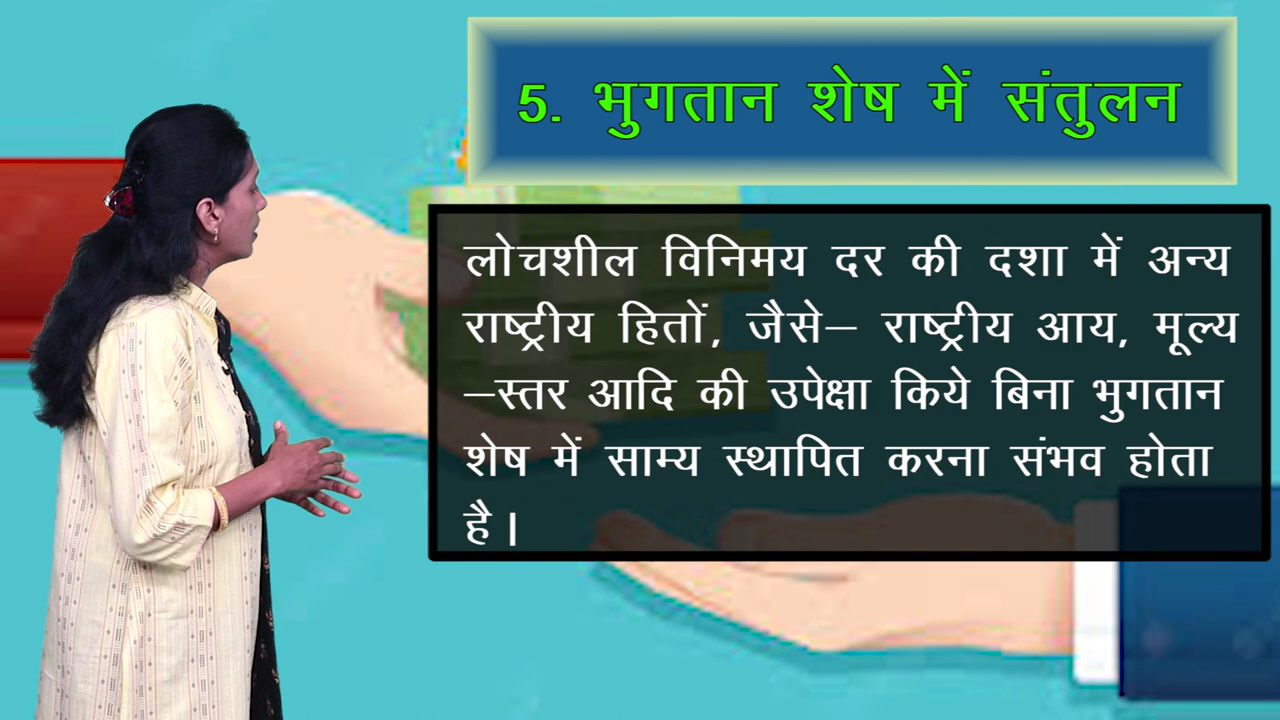 5. भुगतान शेष में संतुलन
लोचशील विनिमय दर की दशा में अन्य
राष्ट्रीय हितों, जैसे– राष्ट्रीय आय, मूल्य
–स्तर आदि की उपेक्षा किये बिना भुगतान
शेष में साम्य स्थापित करना संभव होता
है।